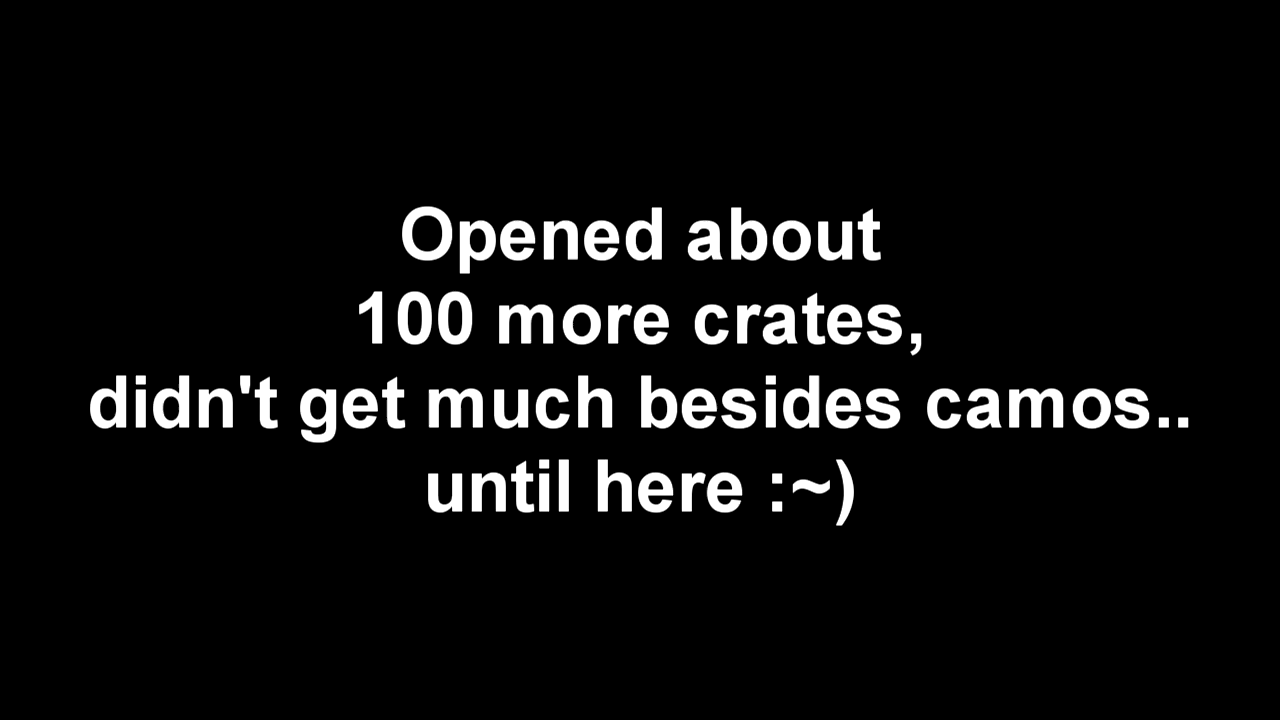 Opened about
100 more crates,
didn't get much besides camos..
until here :~)